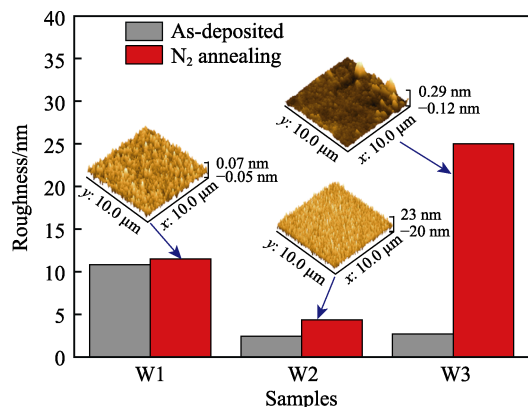 Roughness/nm
40
35
30
25
20
15
10
5
0
As-deposited
N₂ annealing
0.29 nm
−0.12 nm
y: 10.0 μm
x: 10.0 μm
0.07 nm
−0.05 nm
y: 10.0 μm
x: 10.0 μm
23 nm
−20 nm
y: 10.0 μm
x: 10.0 μm
W1
W2
W3
Samples